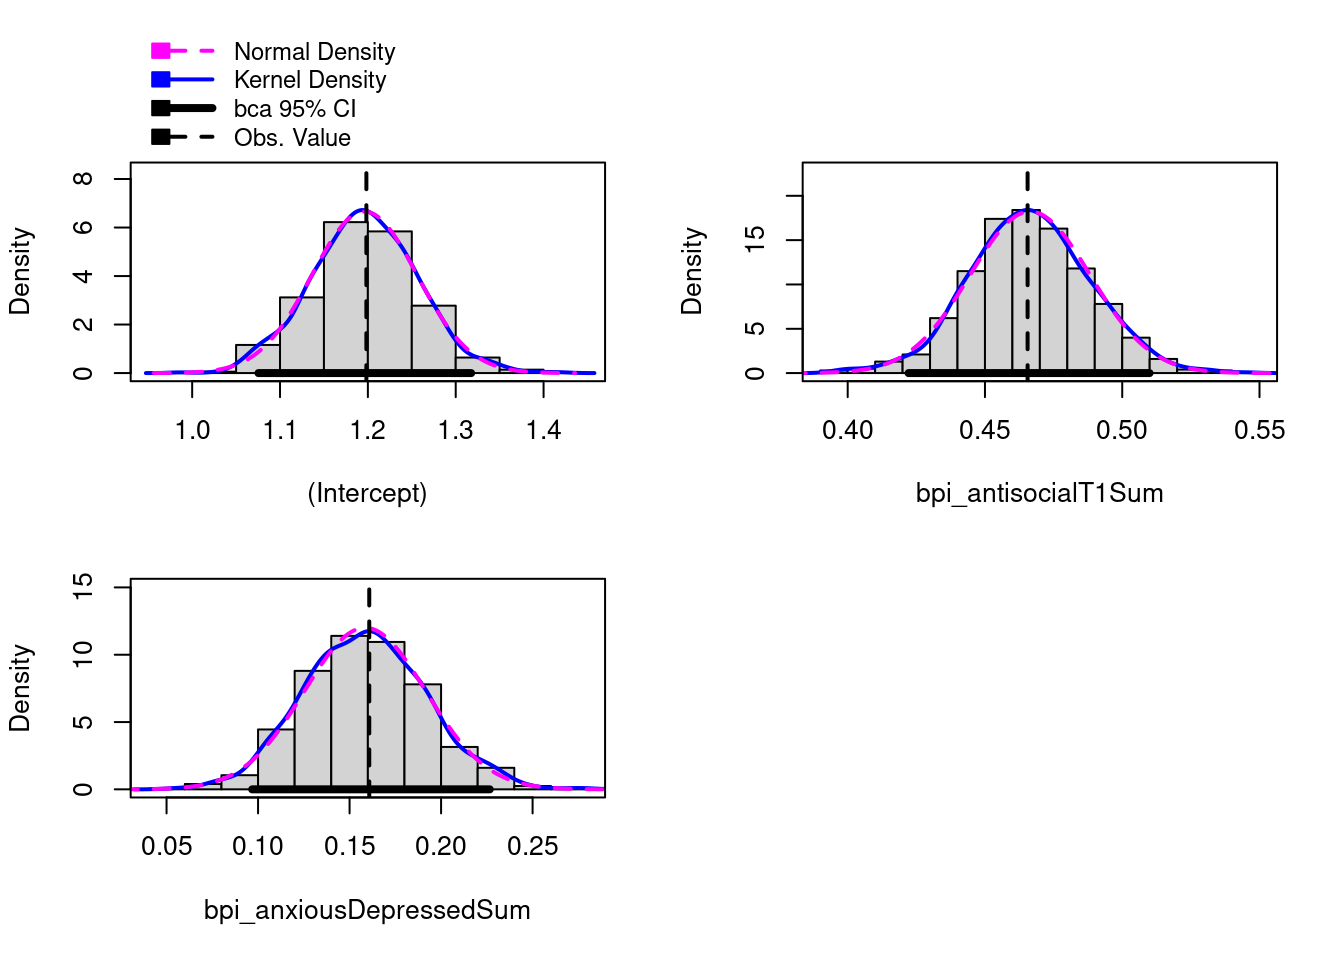 Normal Density
Kernel Density
bca 95% CI
Obs. Value
Density
0 2 4 6 8
1.0 1.1 1.2 1.3 1.4
(Intercept)
Density
0 5 15
0.40 0.45 0.50 0.55
bpi_antisocialT1Sum
Density
0 5 10 15
0.05 0.10 0.15 0.20 0.25
bpi_anxiousDepressedSum